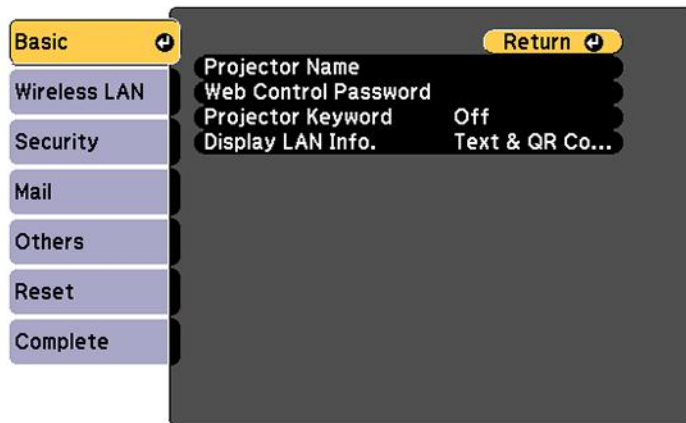 Basic
Wireless LAN
Security
Mail
Others
Reset
Complete
Return
Projector Name
Web Control Password
Projector Keyword Off
Display LAN Info. Text & QR Co...